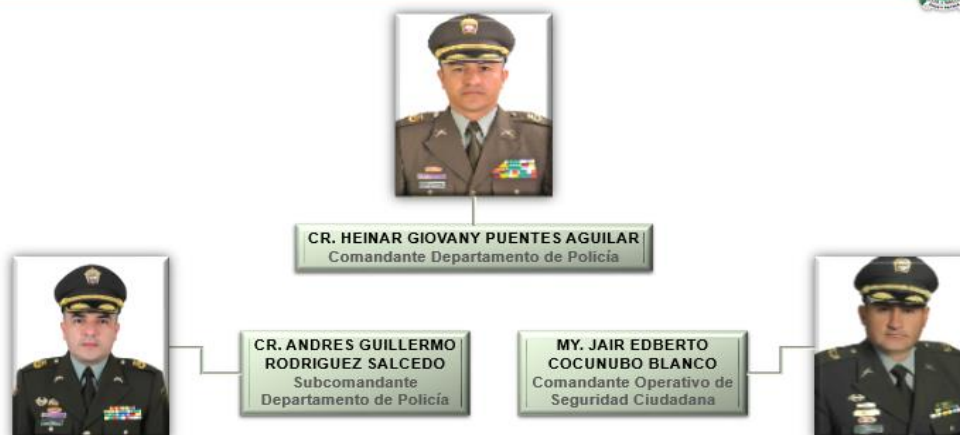 CR. HEINAR GIOVANY PUENTES AGUILAR
Comandante Departamento de Policía
CR. ANDRES GUILLERMO
RODRIGUEZ SALCEDO
Subcomandante
Departamento de Policía
MY. JAIR EDBERTO
COCUNUBO BLANCO
Comandante Operativo de
Seguridad Ciudadana